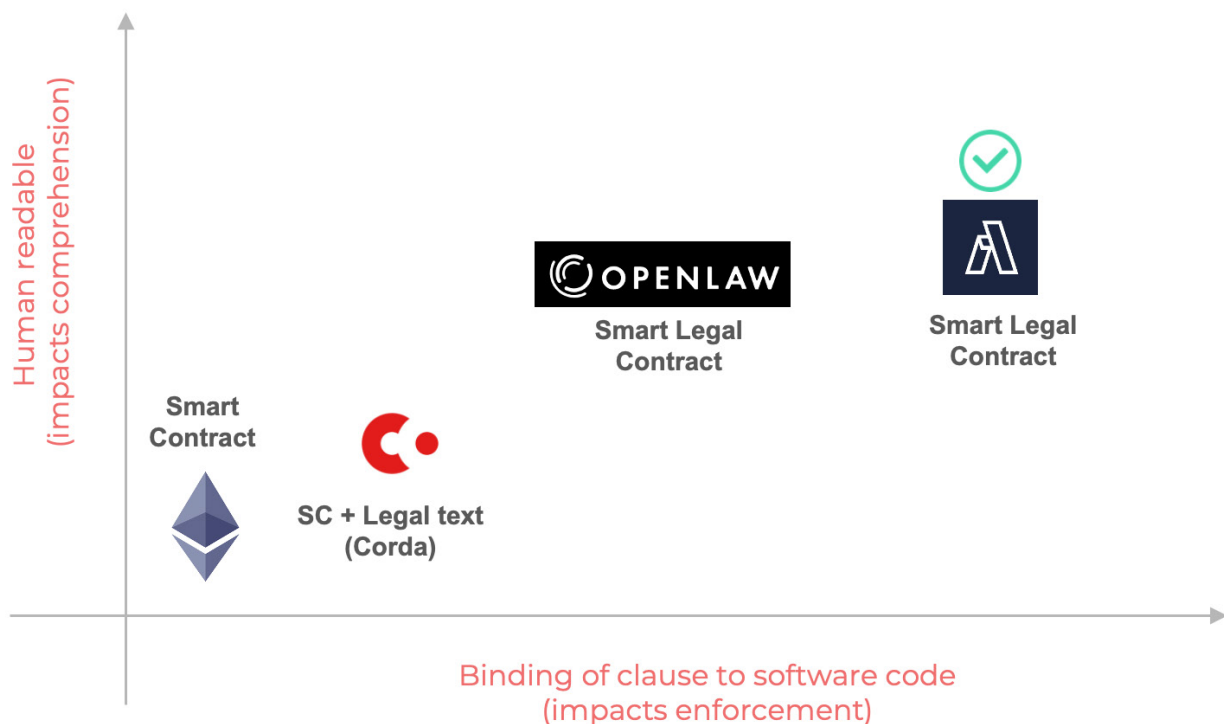 Human readable
(impacts comprehension)
Smart
Contract
SC + Legal text
(Corda)
OPENLAW
Smart Legal
Contract
Smart Legal
Contract
Binding of clause to software code
(impacts enforcement)